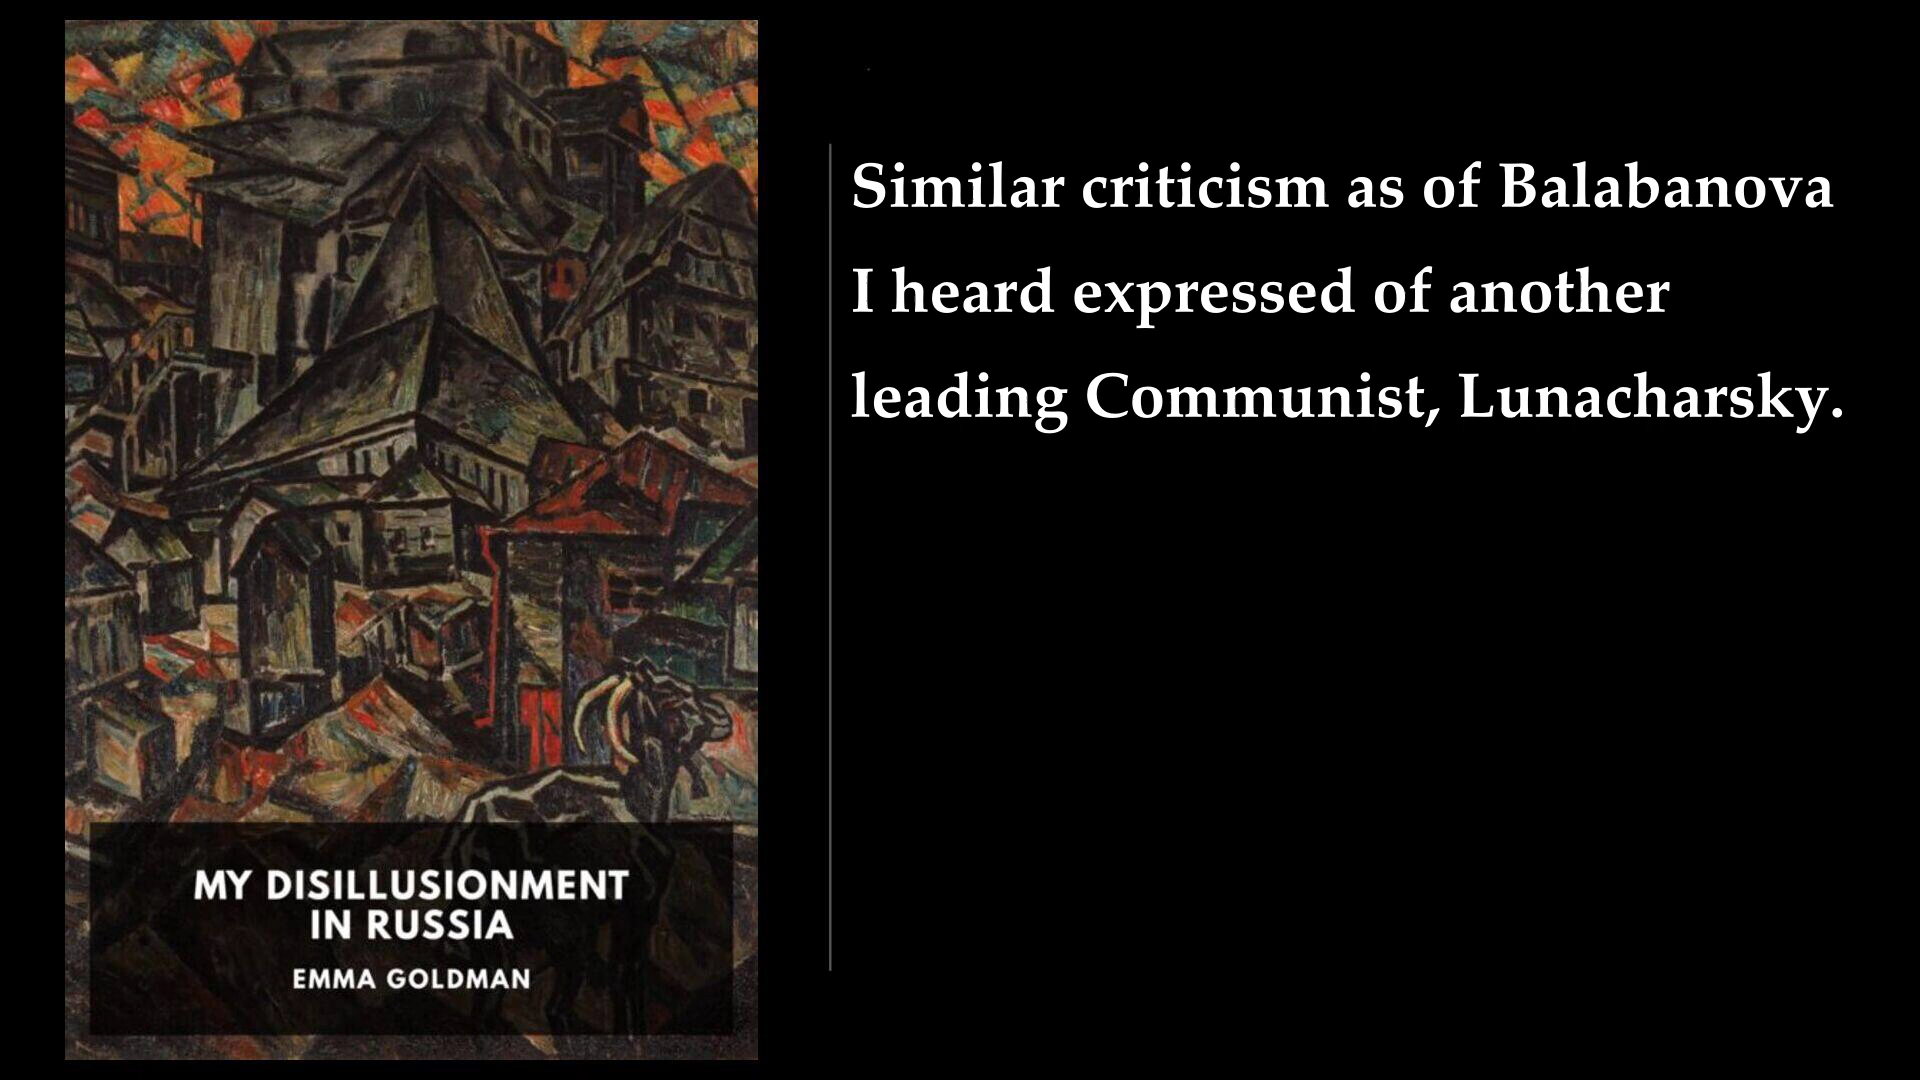 Similar criticism as of Balabanova
I heard expressed of another
leading Communist, Lunacharsky.
MY DISILLUSIONMENT
IN RUSSIA
EMMA GOLDMAN